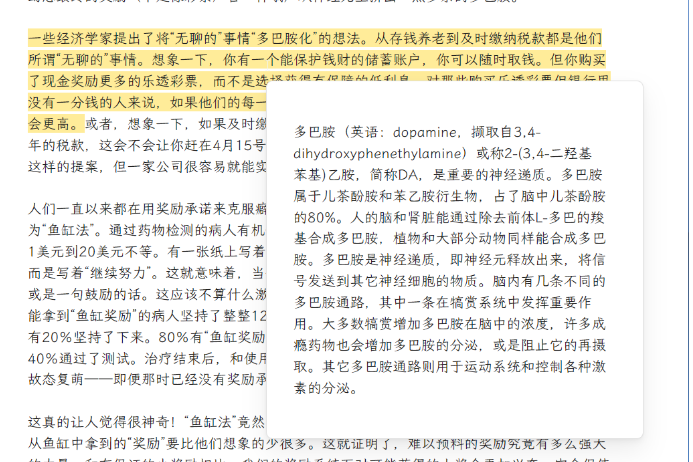 一些经济学家提出了将“无聊的”事情“多巴胺化”的想法。从存钱养老到及时缴纳税款都是他们
所谓“无聊的”事情。想象一下，你有一个能保护钱财的储蓄账户，你可以随时取钱。但你购买
了现金奖励更多的乐透彩票，而不是选择获得有保障的低利息。对那些购买乐透彩票但银行里
没有一分钱的人来说，如果他们的每一
会更高。或者，想象一下，如果及时缴
年的税款，这会不会让你赶在4月15号
这样的提案，但一家公司很容易就能实
人们一直以来都在用奖励承诺来克服癖
为“鱼缸法”。通过药物检测的病人有机
1美元到20美元不等。有一张纸上写着
而是写着“继续努力”。这就意味着，当
或是一句鼓励的话。这应该不算什么激
能拿到“鱼缸奖励”的病人坚持了整整12
有20%坚持了下来。80%有“鱼缸奖励
40%通过了测试。治疗结束后，和使用
故态复萌——即便那时已经没有奖励承
这真的让人觉得很神奇！“鱼缸法”竟然
从鱼缸中拿到的“奖励”要比他们想象的少很多。这就证明了，难以预料的奖励究竟有多么强大
多巴胺（英语：dopamine，撷取自3,4-
dihydroxyphenethylamine）或称2-(3,4-二羟基
苯基)乙胺，简称DA，是重要的神经递质。多巴胺
属于儿茶酚胺和苯乙胺衍生物，占了脑中儿茶酚胺
的80%。人的脑和肾脏能通过除去前体L-多巴的羧
基合成多巴胺，植物和大部分动物同样能合成多巴
胺。多巴胺是神经递质，即神经元释放出来，将信
号发送到其它神经细胞的物质。脑内有几条不同的
多巴胺通路，其中一条在犒赏系统中发挥重要作
用。大多数犒赏增加多巴胺在脑中的浓度，许多成
瘾药物也会增加多巴胺的分泌，或是阻止它的再摄
取。其它多巴胺通路则用于运动系统和控制各种激
素的分泌。